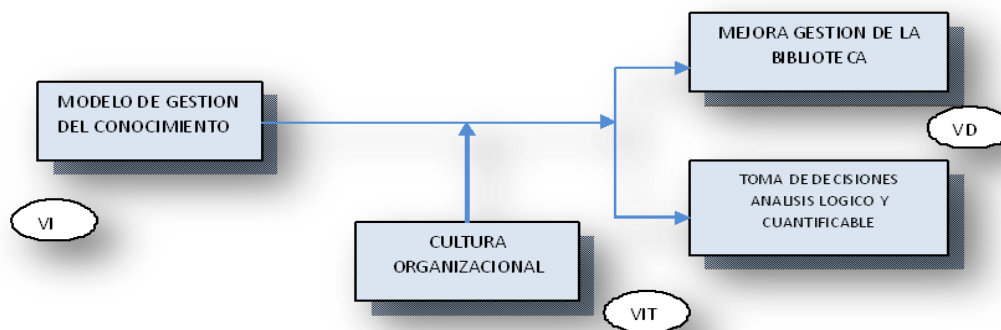 MEJORA GESTION DE LA
BIBLIOTECA
MODELO DE GESTION
DEL CONOCIMIENTO
VD
TOMA DE DECISIONES
ANALISIS LOGICO Y
CUANTIFICABLE
VI
CULTURA
ORGANIZACIONAL
VIT